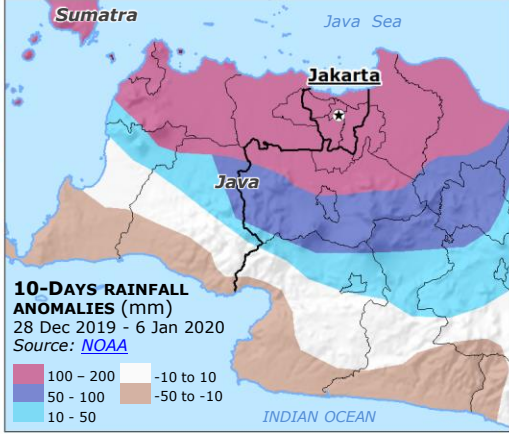 Sumatra
Java Sea
Jakarta
Java
10-DAYS RAINFALL
ANOMALIES (mm)
28 Dec 2019 - 6 Jan 2020
Source: NOAA
100 – 200
-10 to 10
50 - 100
-50 to -10
10 - 50
INDIAN OCEAN